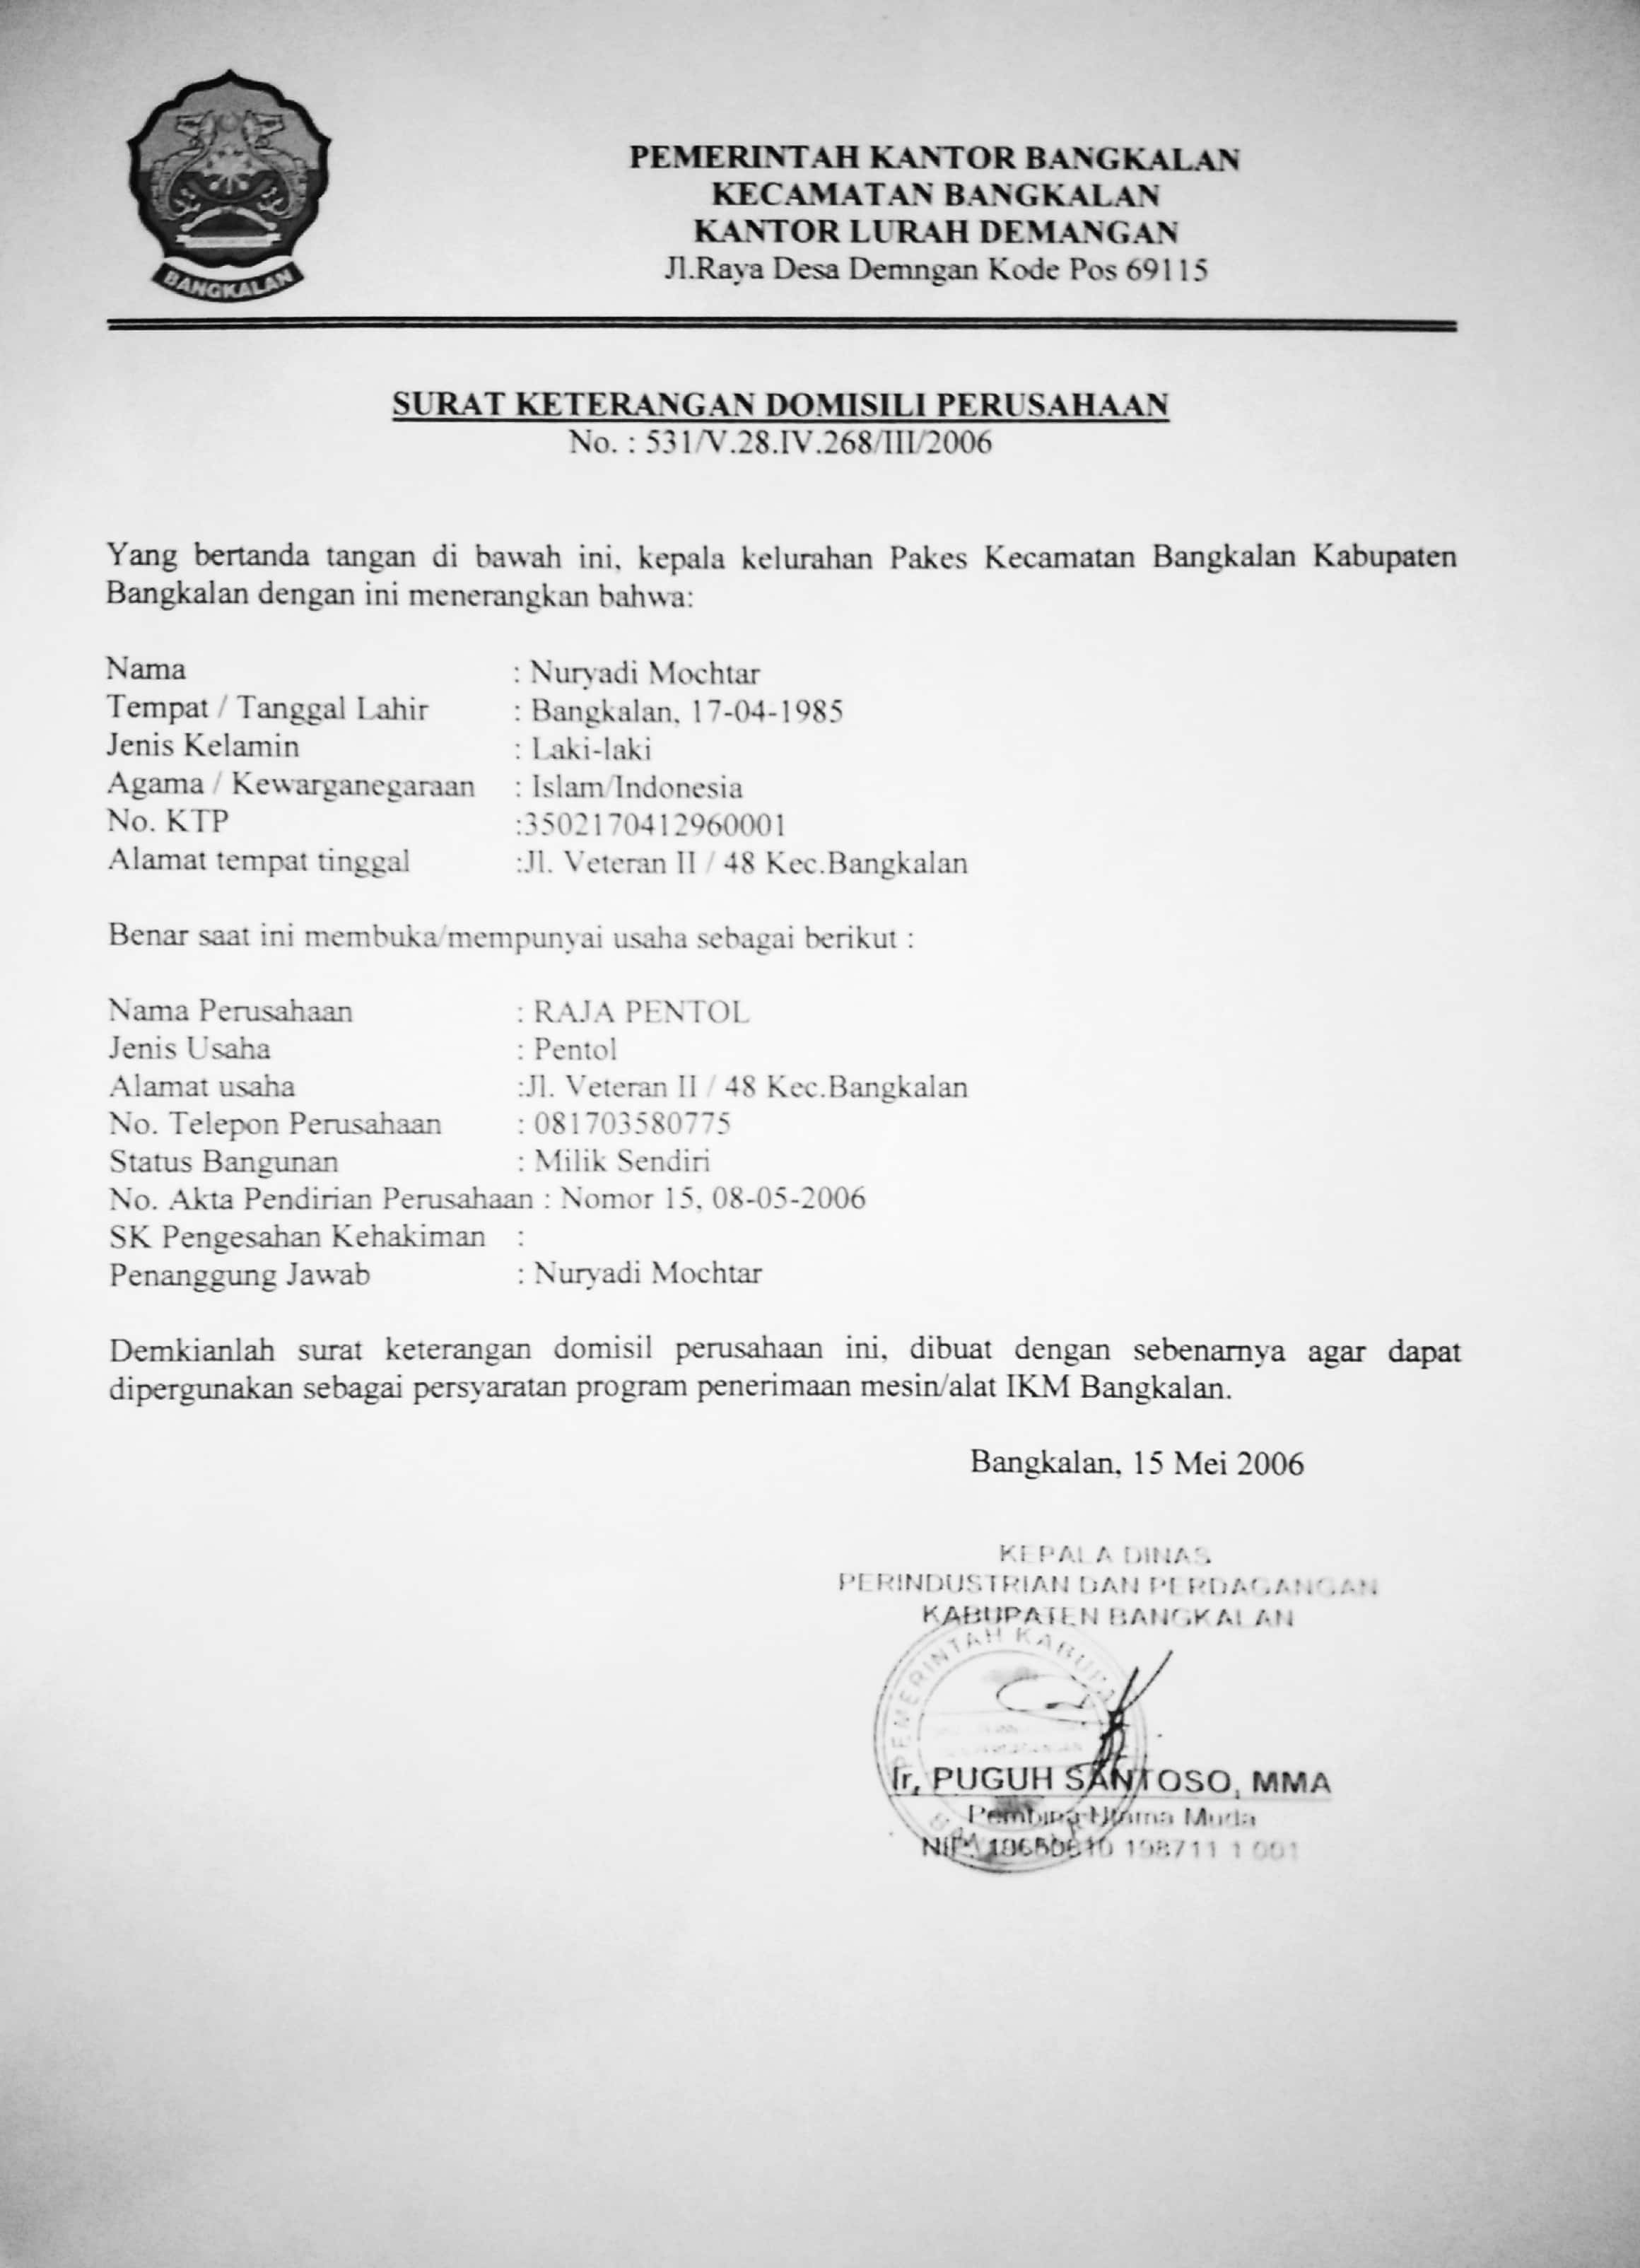 BANGKALAN
PEMERINTAH KANTOR BANGKALAN
KECAMATAN BANGKALAN
KANTOR LURAH DEMANGAN
Jl.Raya Desa Demngan Kode Pos 69115
SURAT KETERANGAN DOMISILI PERUSAHAAN
No. : 531/V.28.IV.268/III/2006
Yang bertanda tangan di bawah ini, kepala kelurahan Pakes Kecamatan Bangkalan Kabupaten
Bangkalan dengan ini menerangkan bahwa:
Nama : Nuryadi Mochtar
Tempat / Tanggal Lahir : Bangkalan, 17-04-1985
Jenis Kelamin : Laki-laki
Agama / Kewarganegaraan : Islam/Indonesia
No. KTP :3502170412960001
Alamat tempat tinggal :Jl. Veteran II / 48 Kec.Bangkalan
Benar saat ini membuka/mempunyai usaha sebagai berikut :
Nama Perusahaan : RAJA PENTOL
Jenis Usaha : Pentol
Alamat usaha :Jl. Veteran II / 48 Kec.Bangkalan
No. Telepon Perusahaan : 081703580775
Status Bangunan : Milik Sendiri
No. Akta Pendirian Perusahaan : Nomor 15, 08-05-2006
SK Pengesahan Kehakiman :
Penanggung Jawab : Nuryadi Mochtar
Demkianlah surat keterangan domisil perusahaan ini, dibuat dengan sebenarnya agar dapat
dipergunakan sebagai persyaratan program penerimaan mesin/alat IKM Bangkalan.
Bangkalan, 15 Mei 2006
KEPALA DINAS
PERINDUSTRIAN DAN PERDAGANGAN
KABUPATEN BANGKALAN
PEMERINTAH KABUPA
Ir, PUGUH SANTOSO, MMA
Pembina Utama Muda
NIP.